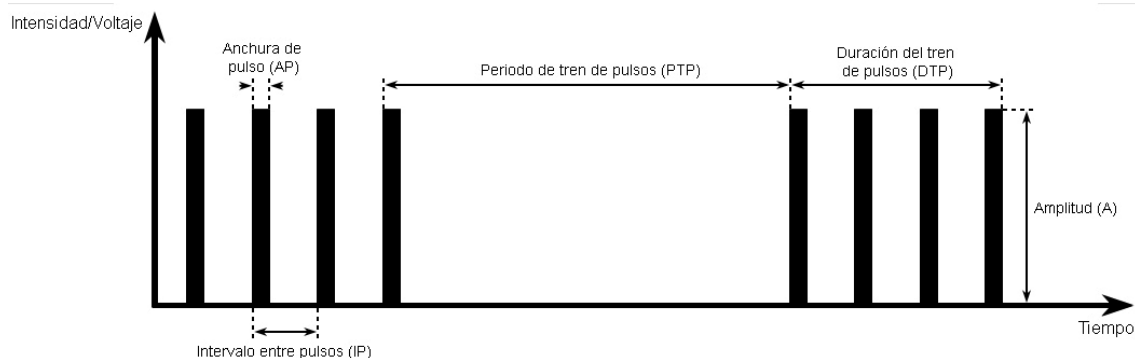 Intensidad/Voltaje
Anchura de
pulso (AP)
Periodo de tren de pulsos (PTP)
Duración del tren
de pulsos (DTP)
Amplitud (A)
Tiempo
Intervalo entre pulsos (IP)